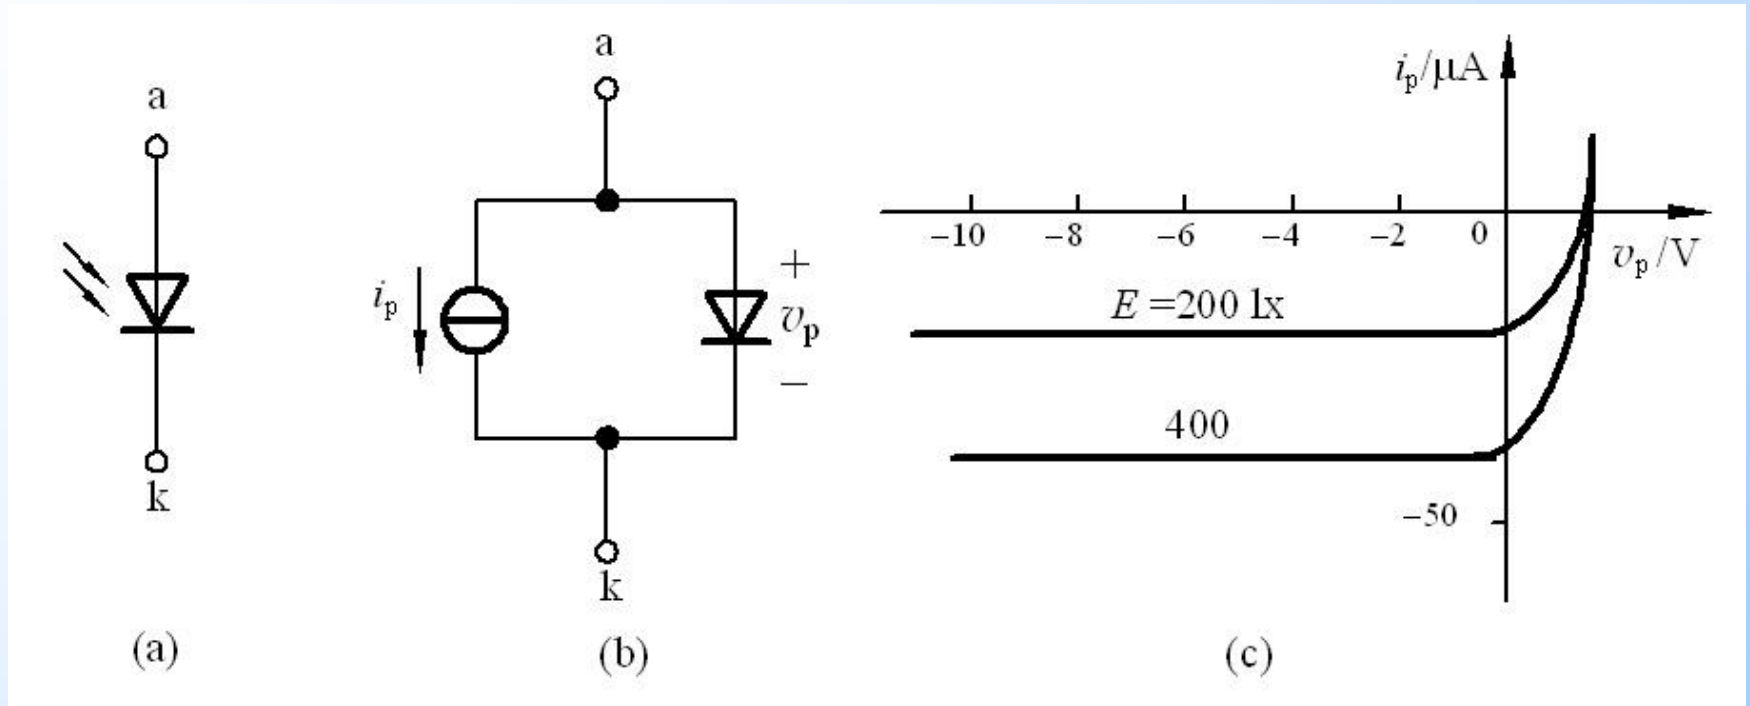 a
k
(a)
a
i_p
+
v_p
−
k
(b)
i_p/μA
−10 −8 −6 −4 −2 0
v_p/V
E =200 lx
400
−50
(c)